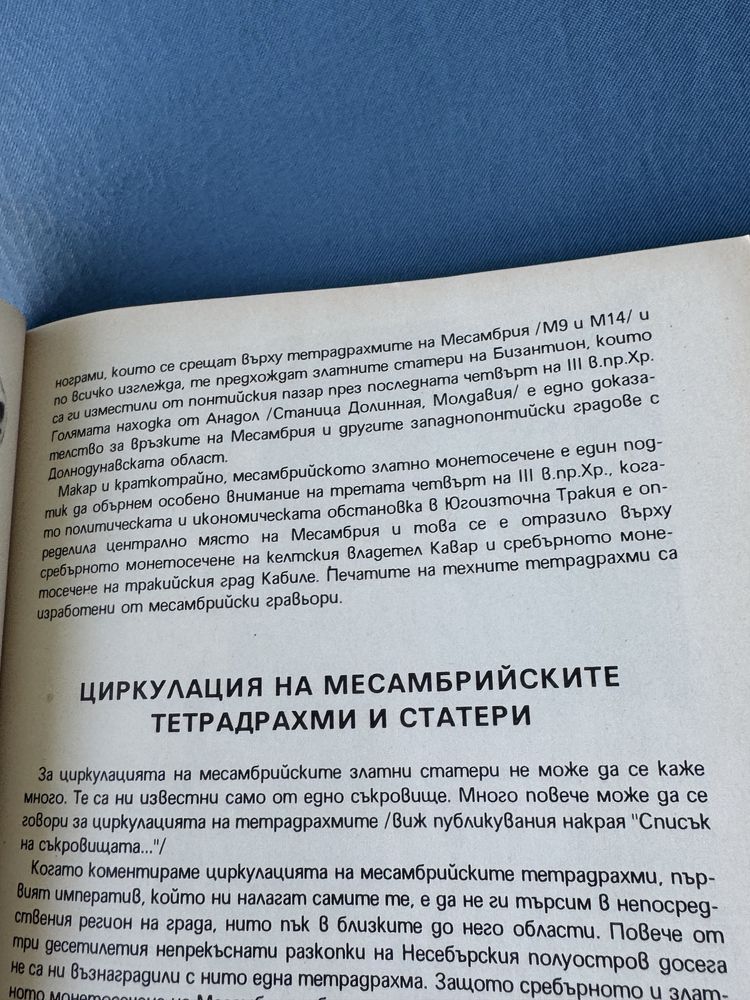 нограми, които се срещат върху тетрадрахмите на Месамбрия /М9 и М14/ и
по всичко изглежда, те предхождат златните статери на Бизантион, които
са ги изместили от понтийския пазар през последната четвърт на III в.пр.Хр.
Голямата находка от Анадол /Станица Долинная, Молдавия/ е едно доказа-
телство за връзките на Месамбрия и другите западнопонтийски градове с
Долнодунавската област.
Макар и краткотрайно, месамбрийското златно монетосечене е един под-
тик да обърнем особено внимание на третата четвърт на III в.пр.Хр., кога-
то политическата и икономическата обстановка в Югоизточна Тракия е оп-
ределила централно място на Месамбрия и това се е отразило върху
сребърното монетосечене на келтския владетел Кавар и сребърното моне-
тосечене на тракийския град Кабиле. Печатите на техните тетрадрахми са
изработени от месамбрийски гравьори.
ЦИРКУЛАЦИЯ НА МЕСАМБРИЙСКИТЕ
ТЕТРАДРАХМИ И СТАТЕРИ
За циркулацията на месамбрийските златни статери не може да се каже
много. Те са ни известни само от едно съкровище. Много повече може да се
говори за циркулацията на тетрадрахмите /виж публикувания накрая "Списък
на съкровищата..."/
Когато коментираме циркулацията на месамбрийските тетрадрахми, пър-
вият императив, който ни налагат самите те, е да не ги търсим в непосред-
ствения регион на града, нито пък в близките до него области. Повече от
три десетилетия непрекъснати разкопки на Несебърския полуостров досега
не са ни възнаградили с нито една тетрадрахма. Защото сребърното и злат-
ното монетосечене на